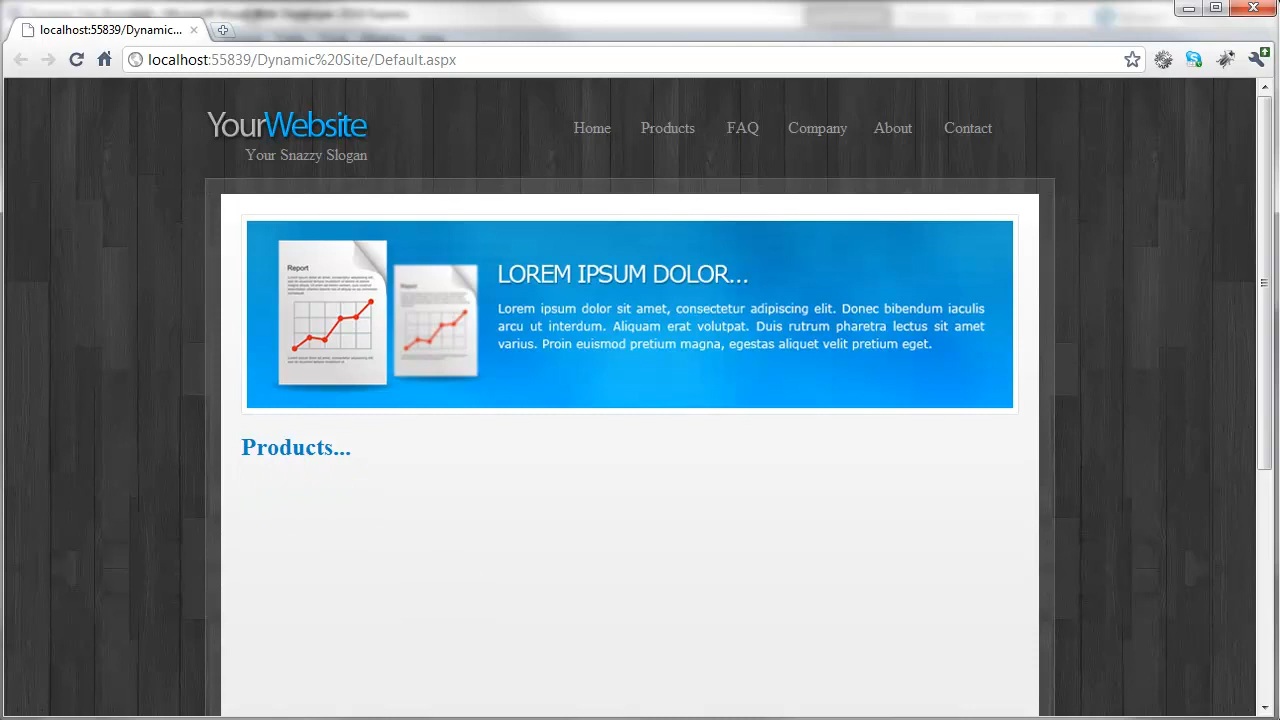 localhost:55839/Dynamic...
localhost:55839/Dynamic%20Site/Default.aspx
YourWebsite
Your Snazzy Slogan
Home Products FAQ Company About Contact
Report
Report
LOREM IPSUM DOLOR...
Lorem ipsum dolor sit amet, consectetur adipiscing elit. Donec bibendum iaculis
arcu ut interdum. Aliquam erat volutpat. Duis rutrum pharetra lectus sit amet
varius. Proin euismod pretium magna, egestas aliquet velit pretium eget.
Products...